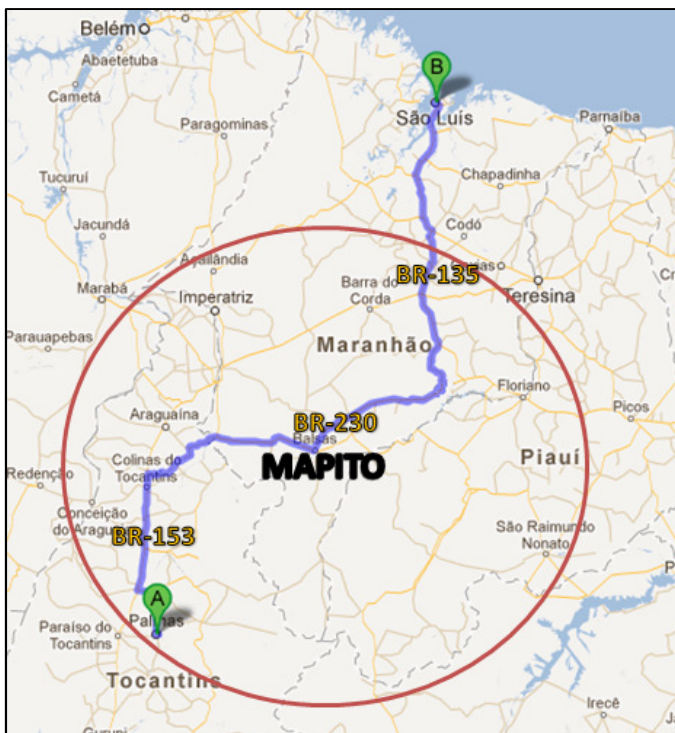 Belém
Abaetetuba
Cametá
B
São Luís
Parnaíba
Paragominas
Tucuruí
Chapadinha
Jacundá
Codó
Açailândia
Marabá
Imperatriz
Barra do
Corda
BR-135
Teresina
Parauapebas
Maranhão
Floriano
Araguaína
BR-230
Picos
Balsas
Colinas do
Tocantins
MAPITO
Piauí
Redenção
Conceição
do Aragu
BR-153
São Raimundo
Nonato
A
Palmas
Paraíso do
Tocantins
Tocantins
Irecê
Gurupi